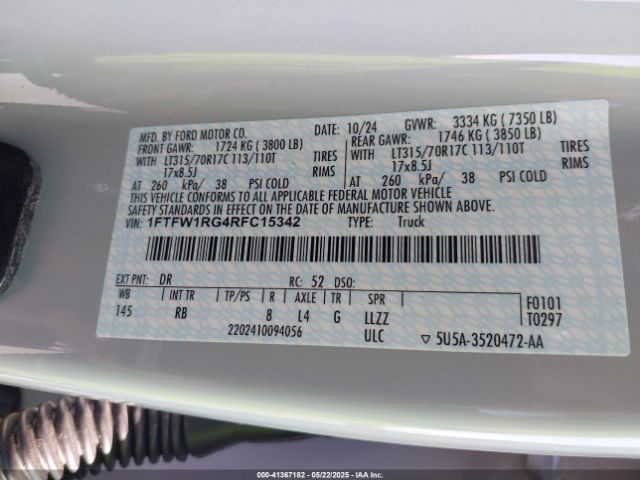 MFD. BY FORD MOTOR CO.
DATE: 10/24 GVWR: 3334 KG ( 7350 LB)
FRONT GAWR: 1724 KG ( 3800 LB) REAR GAWR: 1746 KG ( 3850 LB)
WITH LT315/70R17C 113/110T TIRES WITH LT315/70R17C 113/110T TIRES
17x8.5J RIMS 17x8.5J RIMS
AT 260 kPa/ 38 PSI COLD AT 260 kPa/ 38 PSI COLD
THIS VEHICLE CONFORMS TO ALL APPLICABLE FEDERAL MOTOR VEHICLE
SAFETY STANDARDS IN EFFECT ON THE DATE OF MANUFACTURE SHOWN ABOVE.
VIN: 1FTFW1RG4RFC15342 TYPE: Truck
EXT PNT: DR RC: 52 DSO:
WB INT TR TP/PS R AXLE TR SPR F0101
145 RB 8 L4 G LLZZ T0297
2202410094056 ULC ▽ 5U5A-3520472-AA
000-41367182 - 05/22/2025 - IAAI.COM